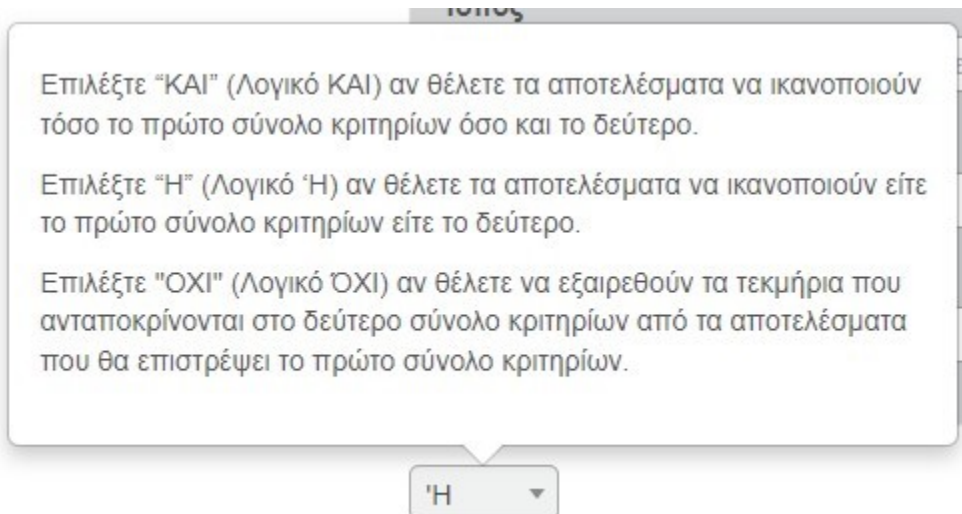 Επιλέξτε “ΚΑΙ” (Λογικό ΚΑΙ) αν θέλετε τα αποτελέσματα να ικανοποιούν
τόσο το πρώτο σύνολο κριτηρίων όσο και το δεύτερο.
Επιλέξτε “Η” (Λογικό ‘Η) αν θέλετε τα αποτελέσματα να ικανοποιούν είτε
το πρώτο σύνολο κριτηρίων είτε το δεύτερο.
Επιλέξτε "ΟΧΙ" (Λογικό ΌΧΙ) αν θέλετε να εξαιρεθούν τα τεκμήρια που
ανταποκρίνονται στο δεύτερο σύνολο κριτηρίων από τα αποτελέσματα
που θα επιστρέψει το πρώτο σύνολο κριτηρίων.
'Η